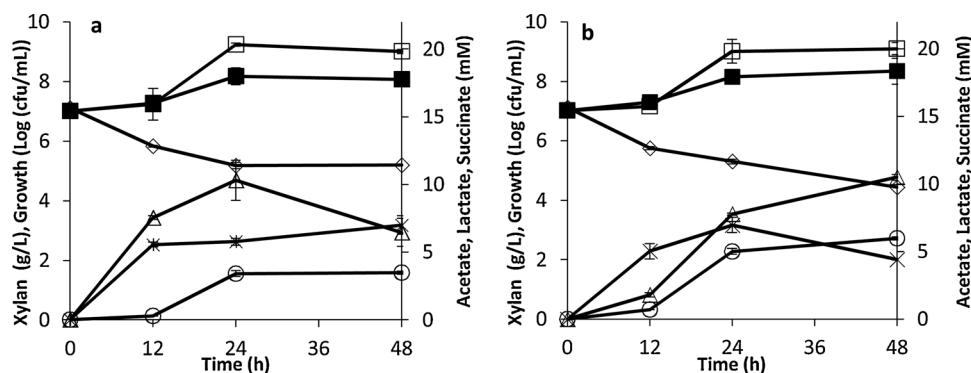 a
10
8
6
4
2
0
Xylan (g/L), Growth (Log (cfu/mL))
20
15
10
5
0
Acetate, Lactate, Succinate (mM)
0 12 24 36 48
Time (h)
b
10
8
6
4
2
0
Xylan (g/L), Growth (Log (cfu/mL))
20
15
10
5
0
Acetate, Lactate, Succinate (mM)
0 12 24 36 48
Time (h)